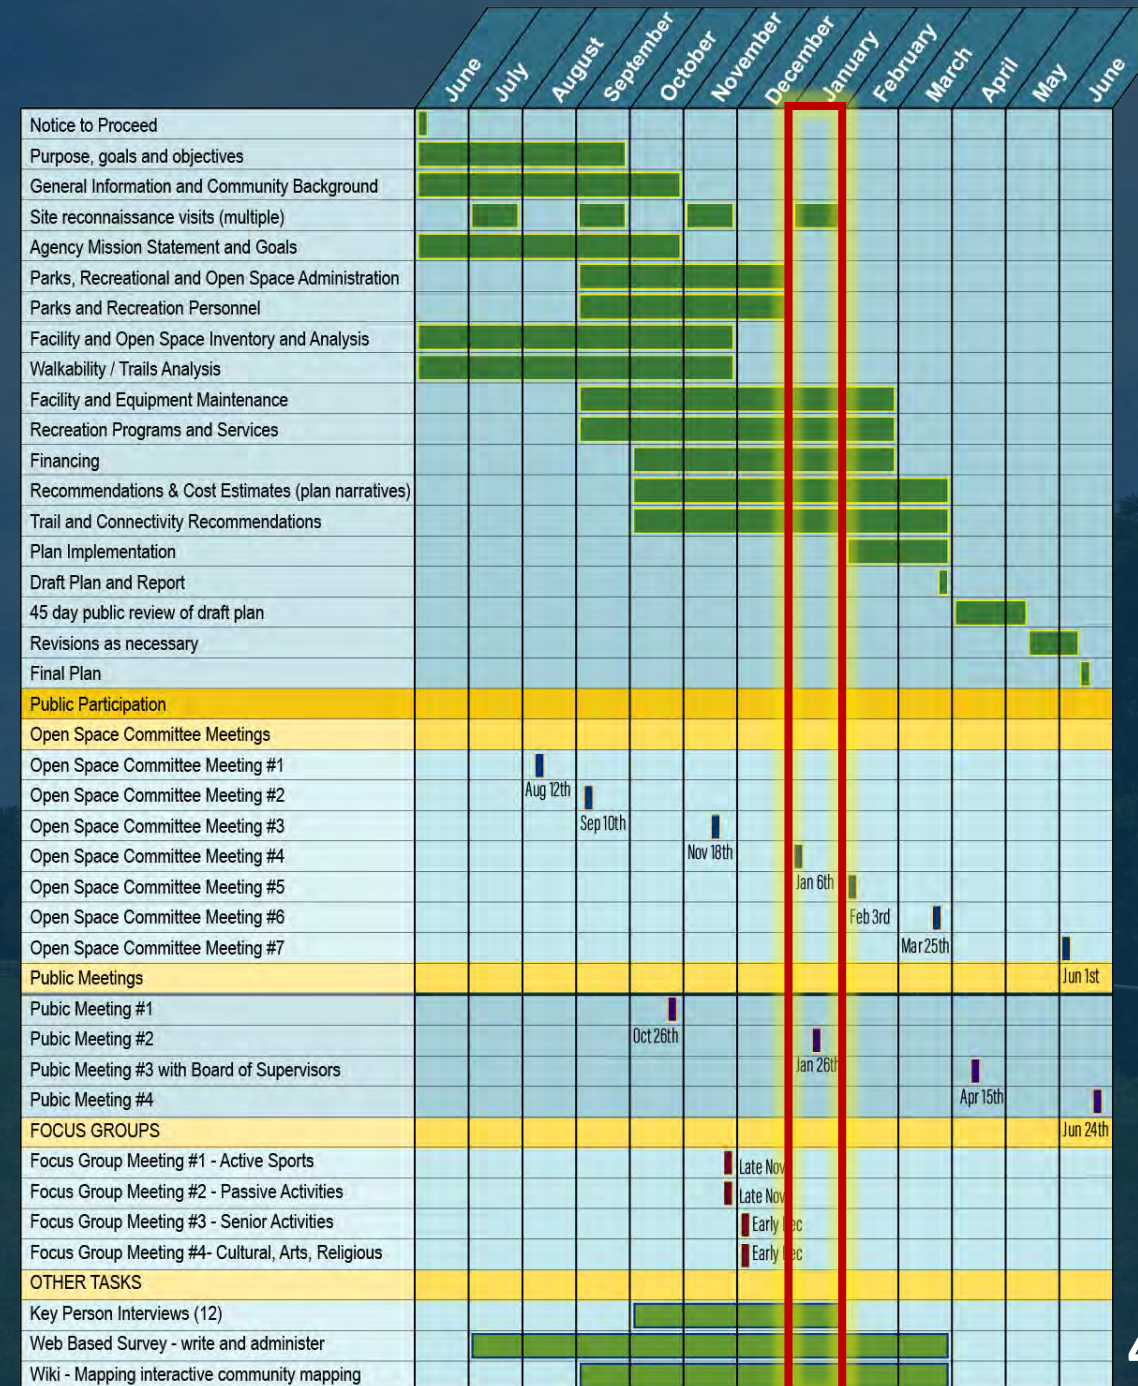 June
July
August
September
October
November
December
January
February
March
April
May
June
Notice to Proceed
Purpose, goals and objectives
General Information and Community Background
Site reconnaissance visits (multiple)
Agency Mission Statement and Goals
Parks, Recreational and Open Space Administration
Parks and Recreation Personnel
Facility and Open Space Inventory and Analysis
Walkability / Trails Analysis
Facility and Equipment Maintenance
Recreation Programs and Services
Financing
Recommendations & Cost Estimates (plan narratives)
Trail and Connectivity Recommendations
Plan Implementation
Draft Plan and Report
45 day public review of draft plan
Revisions as necessary
Final Plan
Public Participation
Open Space Committee Meetings
Open Space Committee Meeting #1
Aug 12th
Open Space Committee Meeting #2
Sep 10th
Open Space Committee Meeting #3
Nov 18th
Open Space Committee Meeting #4
Jan 6th
Open Space Committee Meeting #5
Feb 3rd
Open Space Committee Meeting #6
Mar 25th
Open Space Committee Meeting #7
Jun 1st
Public Meetings
Pubic Meeting #1
Oct 26th
Pubic Meeting #2
Jan 26th
Pubic Meeting #3 with Board of Supervisors
Apr 15th
Pubic Meeting #4
Jun 24th
FOCUS GROUPS
Focus Group Meeting #1 - Active Sports
Late Nov
Focus Group Meeting #2 - Passive Activities
Late Nov
Focus Group Meeting #3 - Senior Activities
Early Dec
Focus Group Meeting #4- Cultural, Arts, Religious
Early Dec
OTHER TASKS
Key Person Interviews (12)
Web Based Survey - write and administer
Wiki - Mapping interactive community mapping